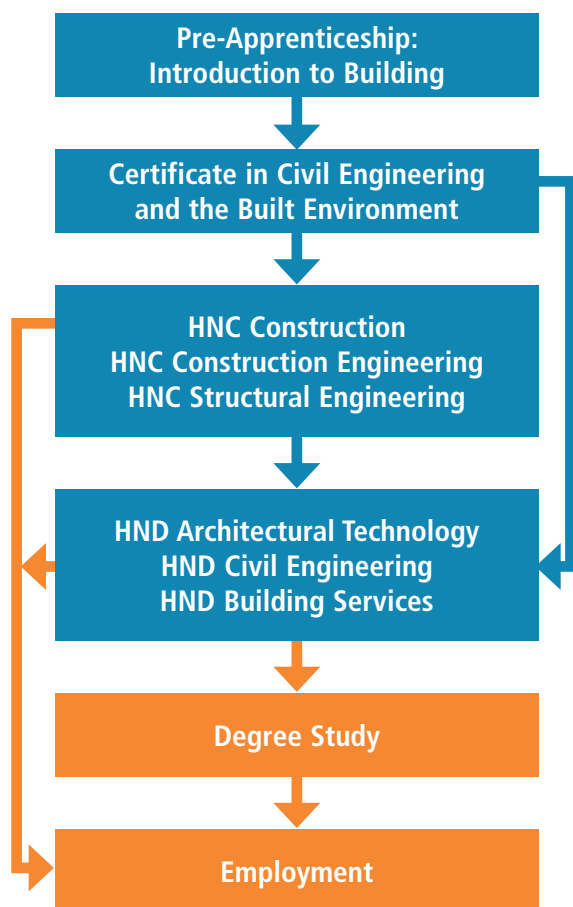 Pre-Apprenticeship:
Introduction to Building
Certificate in Civil Engineering
and the Built Environment
HNC Construction
HNC Construction Engineering
HNC Structural Engineering
HND Architectural Technology
HND Civil Engineering
HND Building Services
Degree Study
Employment